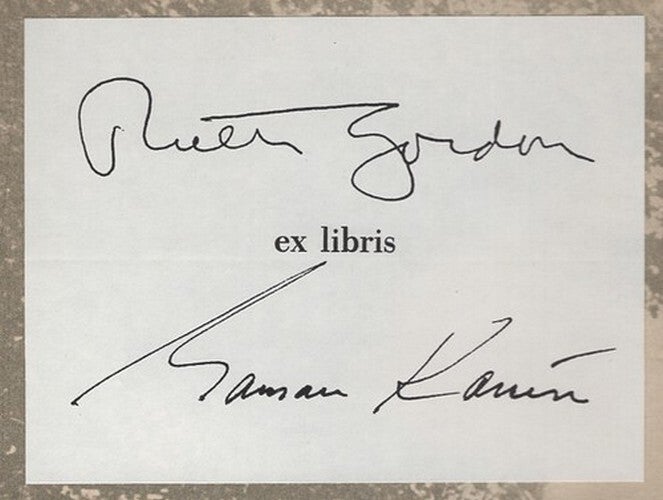 Ruth Gordon
ex libris
Garson Kanin